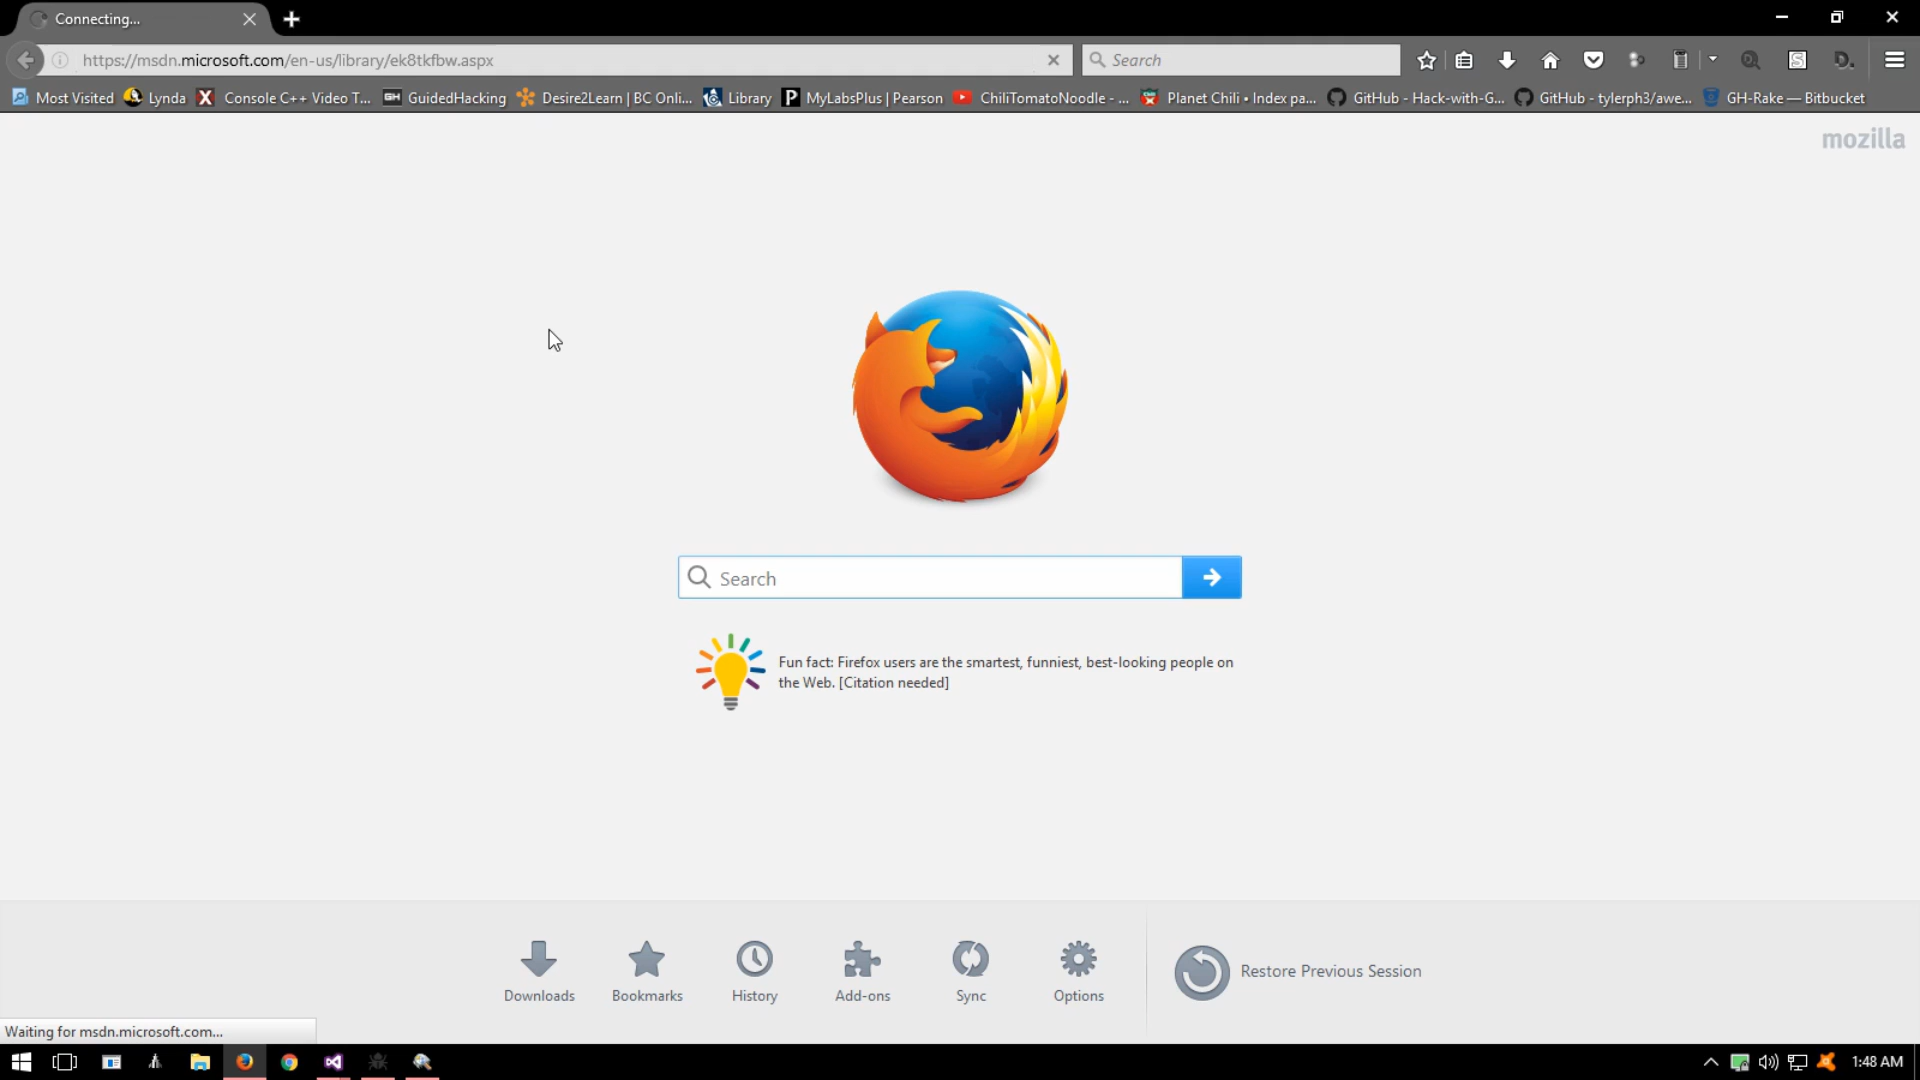 Connecting...
https://msdn.microsoft.com/en-us/library/ek8tkfbw.aspx
Search
Most Visited Lynda Console C++ Video T... GH GuidedHacking Desire2Learn | BC Onli... Library MyLabsPlus | Pearson ChiliTomatoNoodle - ... Planet Chili • Index pa... GitHub - Hack-with-G... GitHub - tylerph3/awe... GH-Rake — Bitbucket
mozilla
Search
Fun fact: Firefox users are the smartest, funniest, best-looking people on
the Web. [Citation needed]
Downloads Bookmarks History Add-ons Sync Options Restore Previous Session
Waiting for msdn.microsoft.com...
1:48 AM